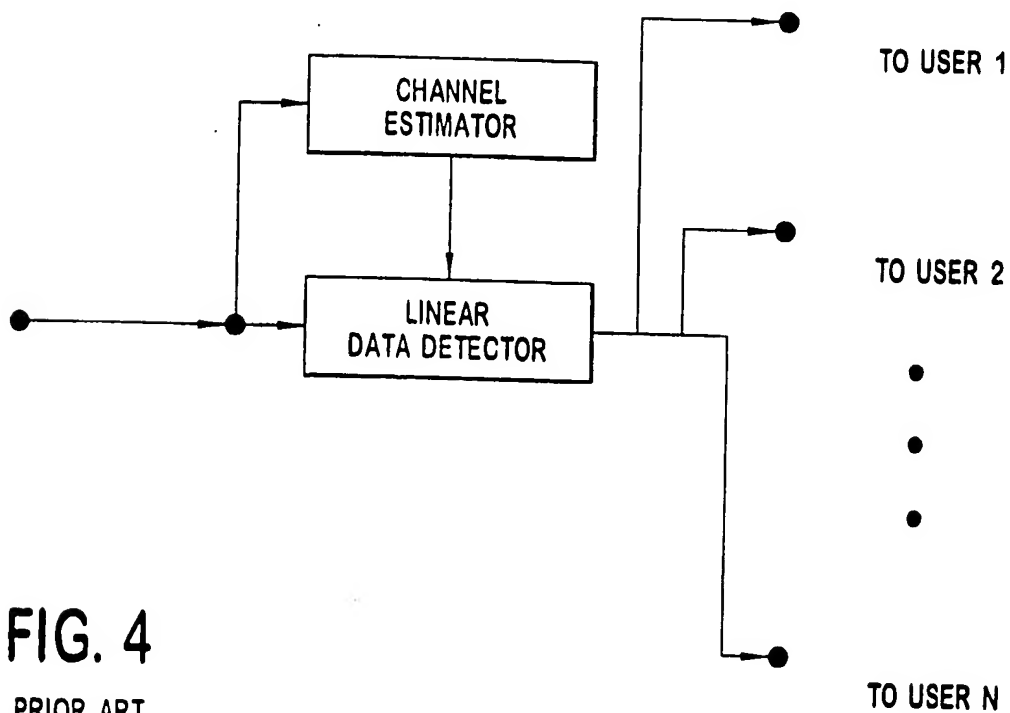 CHANNEL
ESTIMATOR
TO USER 1
TO USER 2
LINEAR
DATA DETECTOR
FIG. 4
PRIOR ART
TO USER N